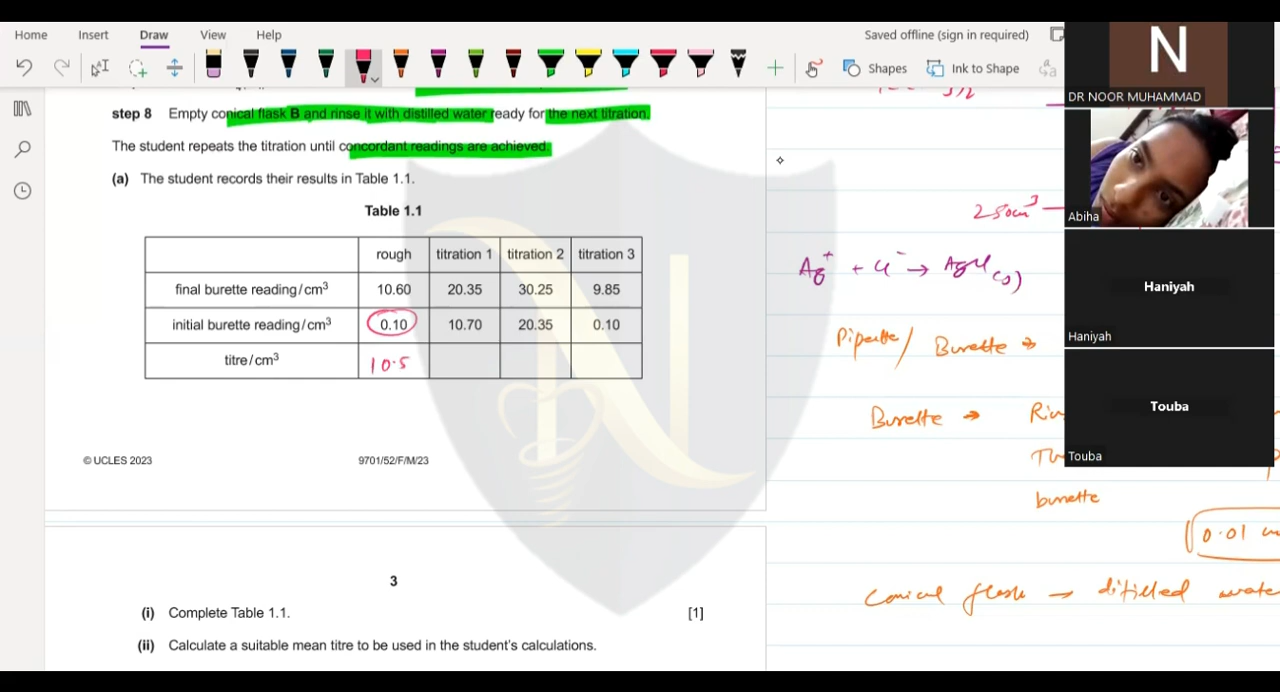 Home Insert Draw View Help Saved offline (sign in required)
Shapes Ink to Shape
N
DR NOOR MUHAMMAD
step 8 Empty conical flask B and rinse it with distilled water ready for the next titration.
The student repeats the titration until concordant readings are achieved.
(a) The student records their results in Table 1.1.
Table 1.1
rough titration 1 titration 2 titration 3
final burette reading/cm³ 10.60 20.35 30.25 9.85
initial burette reading/cm³ 0.10 10.70 20.35 0.10
titre/cm³ 10.5
© UCLES 2023 9701/52/F/M/23
3
(i) Complete Table 1.1. [1]
(ii) Calculate a suitable mean titre to be used in the student's calculations.
250cm³ —
Ag⁺ + Cl⁻ → AgCl(s)
Pipette/ Burette →
Burette →
burette
0.01
Conical flask → ditilled water
Abiha
Haniyah
Haniyah
Touba
Touba